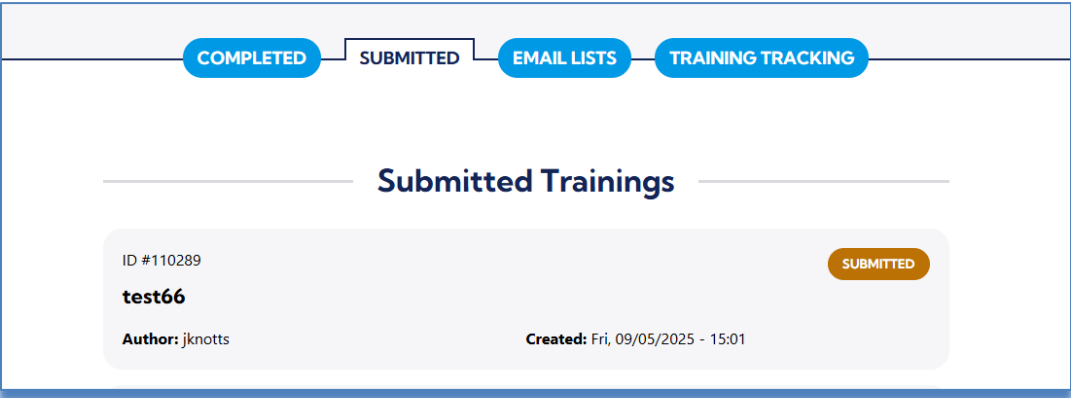 COMPLETED SUBMITTED EMAIL LISTS TRAINING TRACKING
Submitted Trainings
ID #110289 SUBMITTED
test66
Author: jknotts Created: Fri, 09/05/2025 - 15:01